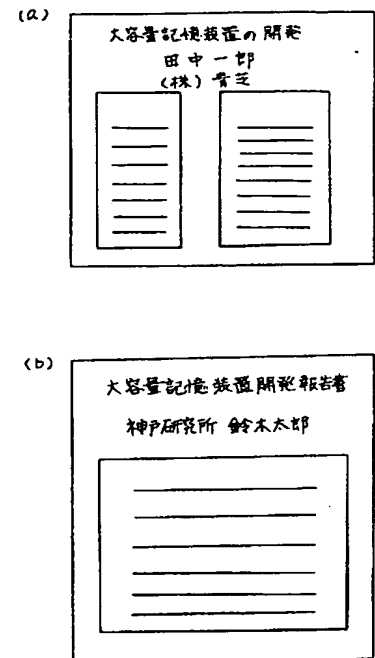 (a)
大容量記憶装置の開発
田中一郎
(株)青芝
(b)
大容量記憶装置開発報告書
神戸研究所 鈴木太郎